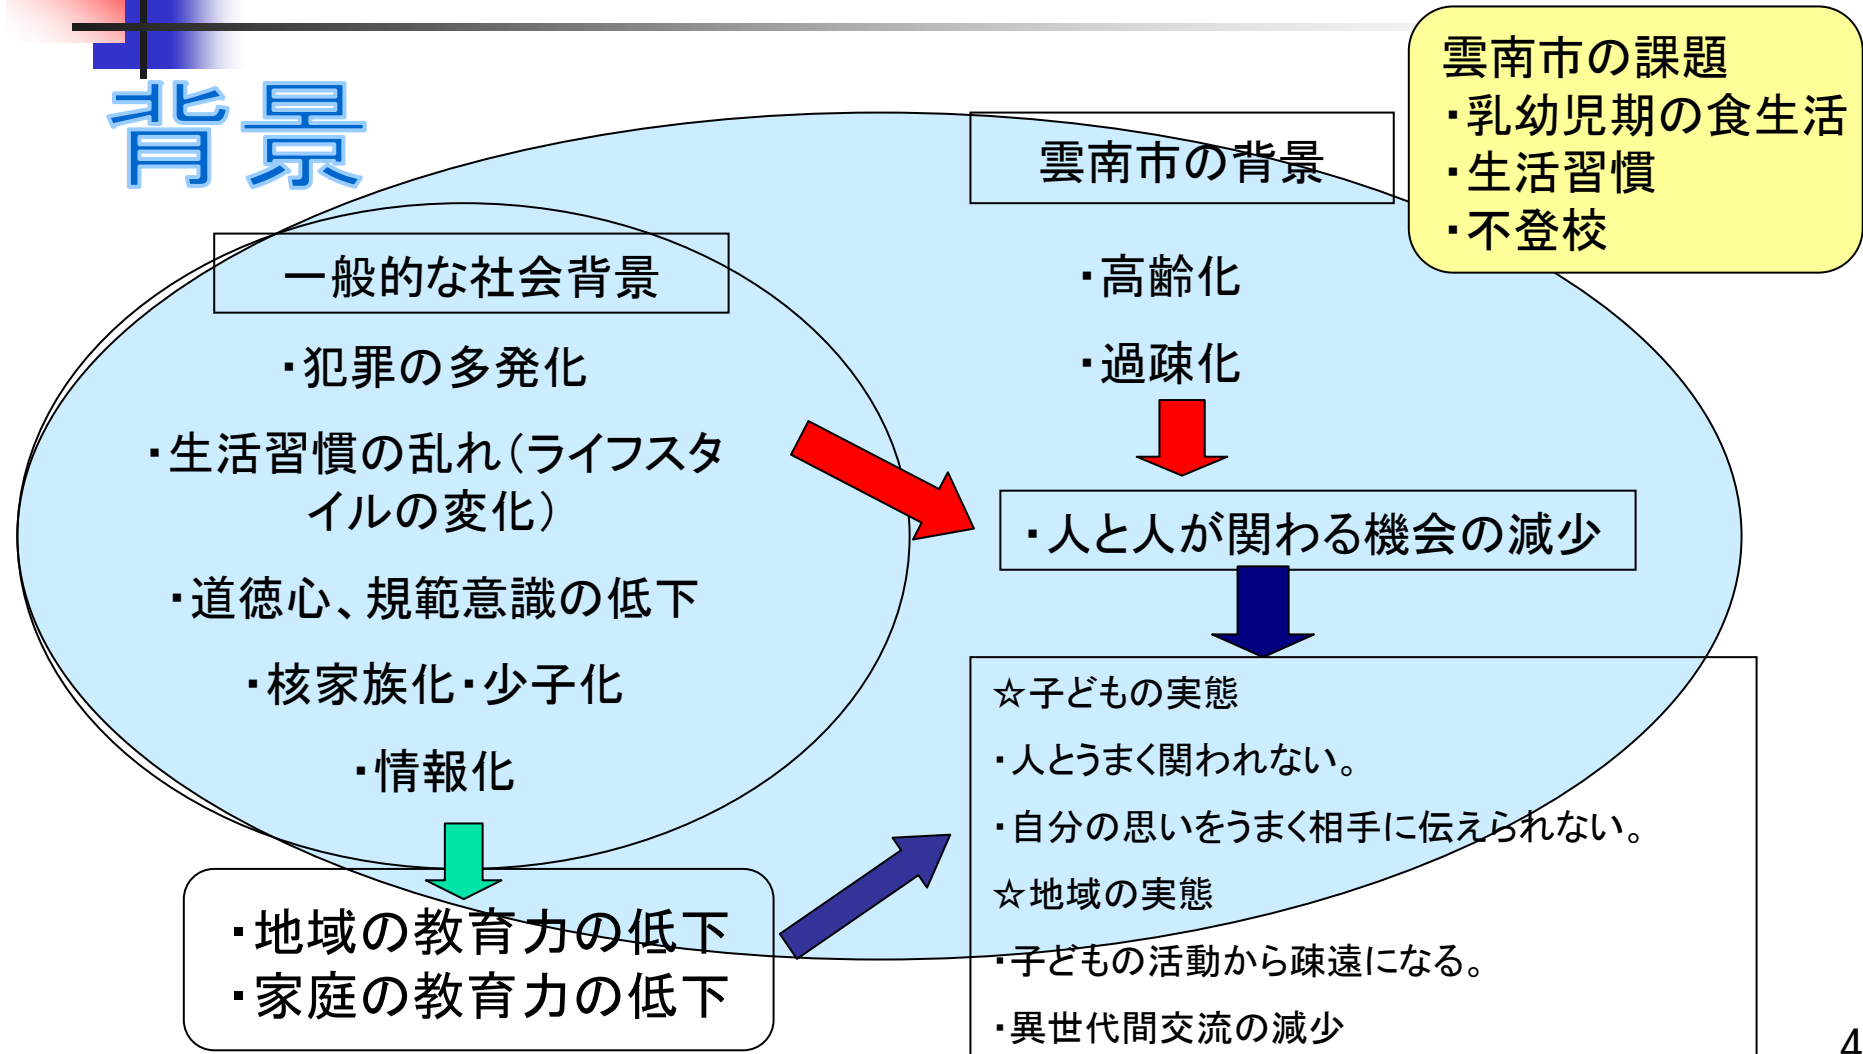 背景
雲南市の課題
・乳幼児期の食生活
・生活習慣
・不登校
雲南市の背景
・高齢化
・過疎化
一般的な社会背景
・犯罪の多発化
・生活習慣の乱れ(ライフスタ
イルの変化)
・道徳心、規範意識の低下
・核家族化・少子化
・情報化
・人と人が関わる機会の減少
・地域の教育力の低下
・家庭の教育力の低下
☆子どもの実態
・人とうまく関われない。
・自分の思いをうまく相手に伝えられない。
☆地域の実態
・子どもの活動から疎遠になる。
・異世代間交流の減少
4